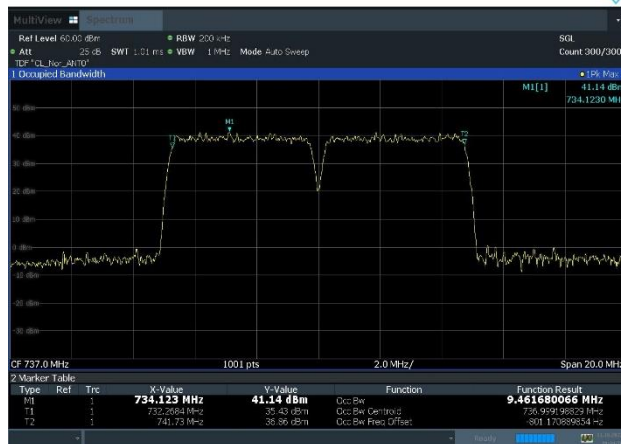 MultiView Spectrum
Ref Level 60.00 dBm RBW 200 kHz SGL
Att 25 dB SWT 1.01 ms VBW 1 MHz Mode Auto Sweep Count 300/300
TDF "CL_Nor_ANT0"
1 Occupied Bandwidth 1Pk Max
M1[1] 41.14 dBm
734.1230 MHz
50 dBm
M1
T1 T2
40 dBm
30 dBm
20 dBm
10 dBm
0 dBm
-10 dBm
-20 dBm
-30 dBm
CF 737.0 MHz 1001 pts 2.0 MHz/ Span 20.0 MHz
2 Marker Table
Type Ref Trc X-Value Y-Value Function Function Result
M1 1 734.123 MHz 41.14 dBm Occ Bw 9.461680066 MHz
T1 1 732.2684 MHz 35.43 dBm Occ Bw Centroid 736.999198829 MHz
T2 1 741.73 MHz 36.86 dBm Occ Bw Freq Offset -801.170889854 Hz
Ready